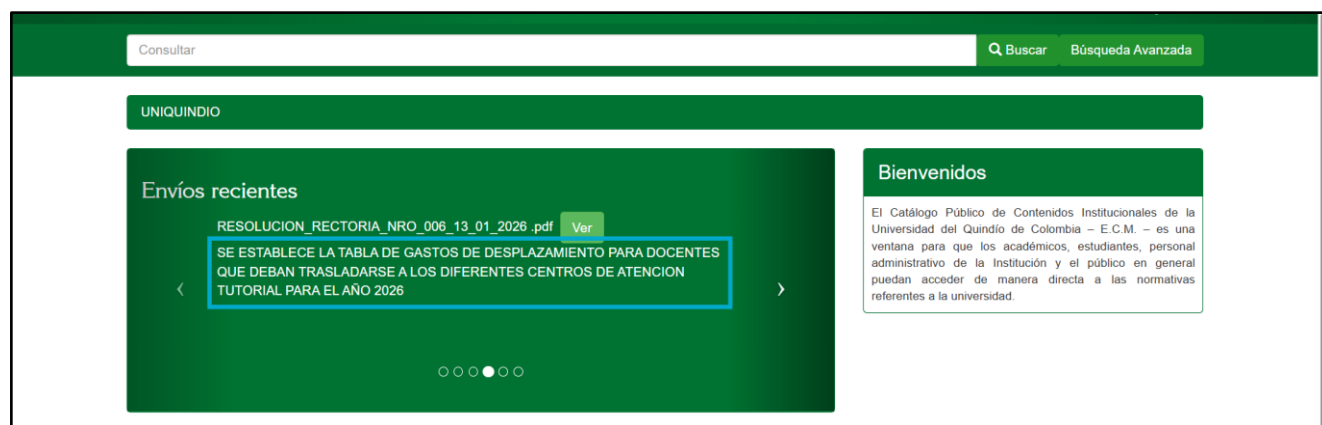 Consultar
Buscar
Búsqueda Avanzada
UNIQUINDIO
Envíos recientes
RESOLUCION_RECTORIA_NRO_006_13_01_2026 .pdf
Ver
SE ESTABLECE LA TABLA DE GASTOS DE DESPLAZAMIENTO PARA DOCENTES
QUE DEBAN TRASLADARSE A LOS DIFERENTES CENTROS DE ATENCION
TUTORIAL PARA EL AÑO 2026
Bienvenidos
El Catálogo Público de Contenidos Institucionales de la
Universidad del Quindío de Colombia – E.C.M. – es una
ventana para que los académicos, estudiantes, personal
administrativo de la Institución y el público en general
puedan acceder de manera directa a las normativas
referentes a la universidad.